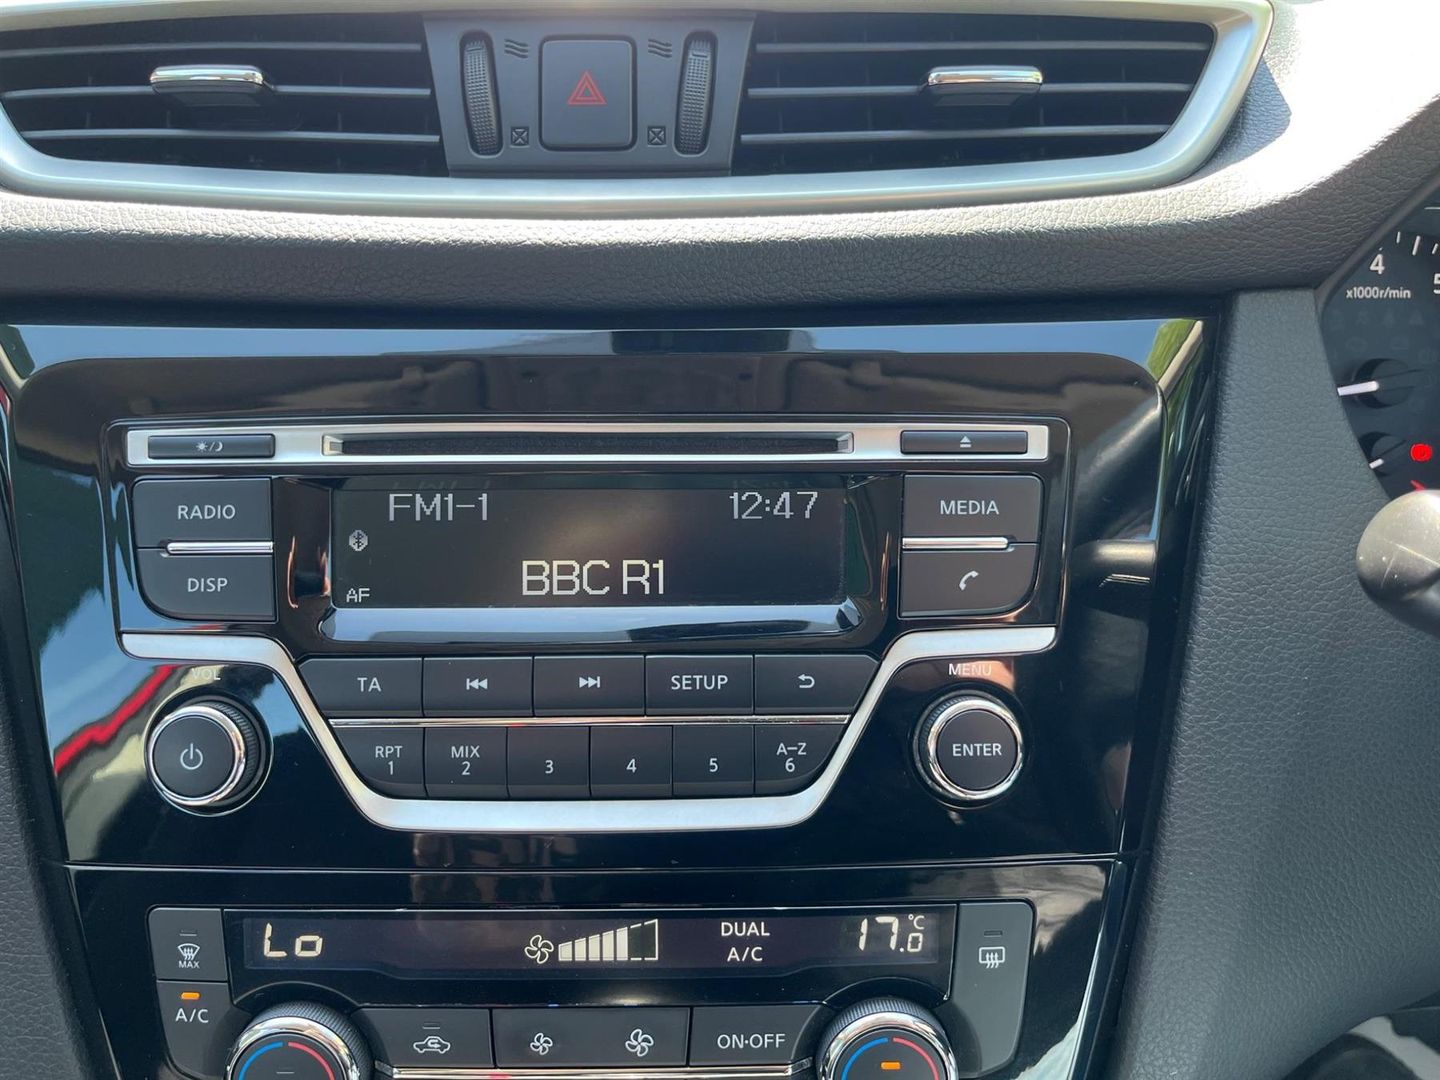 4
x1000r/min
5
RADIO
FM1-1
12:47
MEDIA
DISP
AF
BBC R1
VOL
TA
SETUP
MENU
RPT
1
MIX
2
3
4
5
A-Z
6
ENTER
MAX
Lo
DUAL
A/C
17.0
°C
A/C
ON·OFF